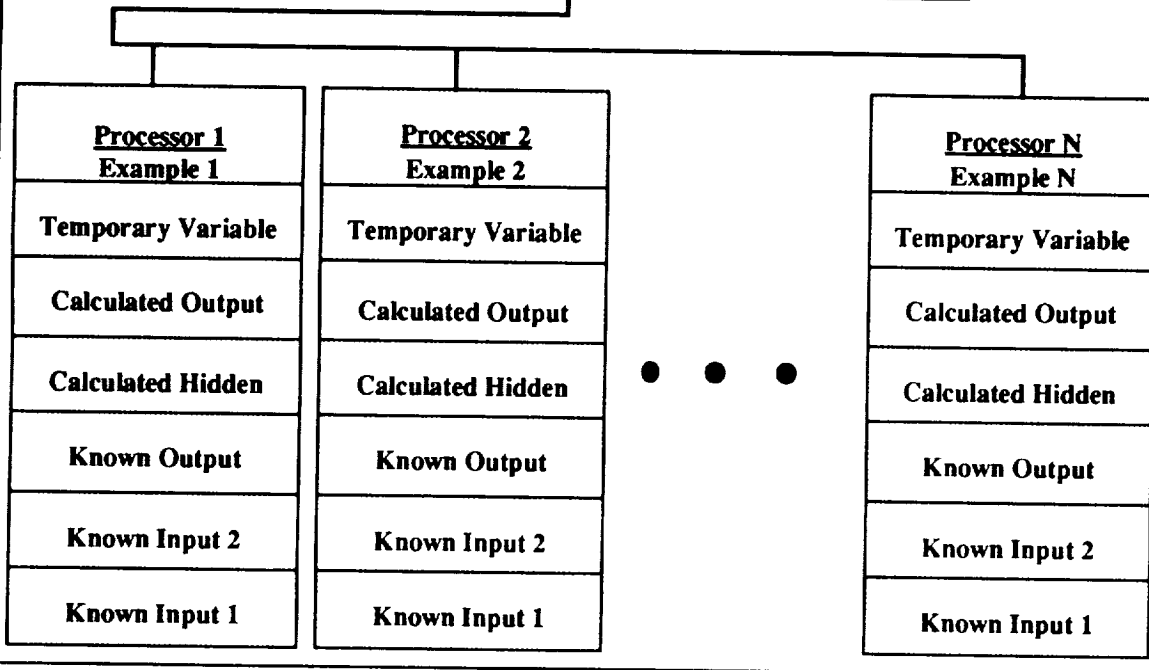 Processor 1
Example 1
Temporary Variable
Calculated Output
Calculated Hidden
Known Output
Known Input 2
Known Input 1
Processor 2
Example 2
Temporary Variable
Calculated Output
Calculated Hidden
Known Output
Known Input 2
Known Input 1
Processor N
Example N
Temporary Variable
Calculated Output
Calculated Hidden
Known Output
Known Input 2
Known Input 1